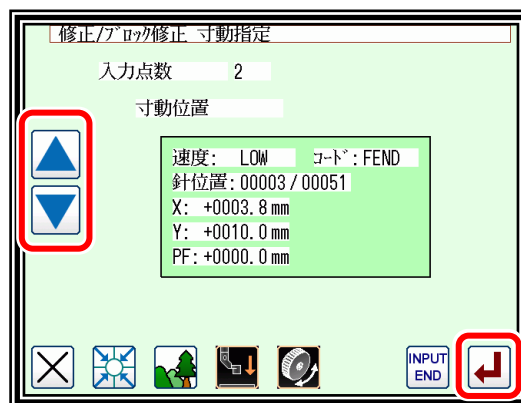 修正/ﾌﾞﾛｯｸ修正 寸動指定
入力点数 2
寸動位置
速度: LOW ｺｰﾄﾞ:FEND
針位置:00003/00051
X: +0003.8mm
Y: +0010.0mm
PF:+0000.0mm
INPUT
END